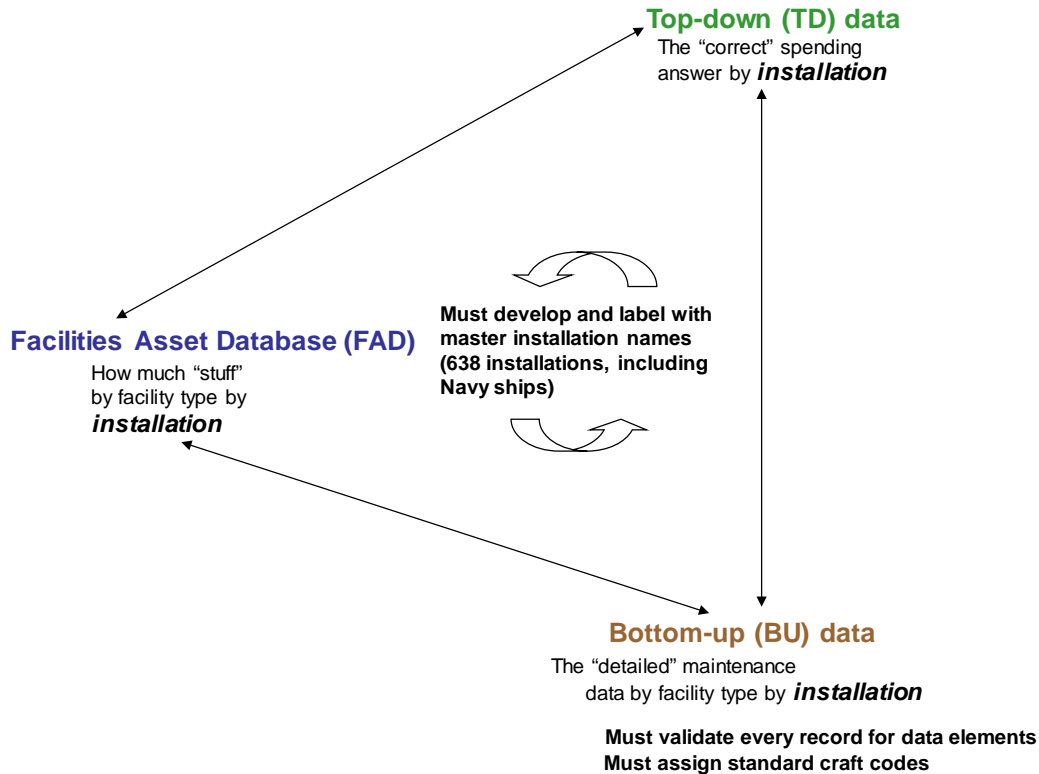 Top-down (TD) data
The “correct” spending
answer by installation
Must develop and label with
master installation names
(638 installations, including
Navy ships)
Facilities Asset Database (FAD)
How much “stuff”
by facility type by
installation
Bottom-up (BU) data
The “detailed” maintenance
data by facility type by installation
Must validate every record for data elements
Must assign standard craft codes